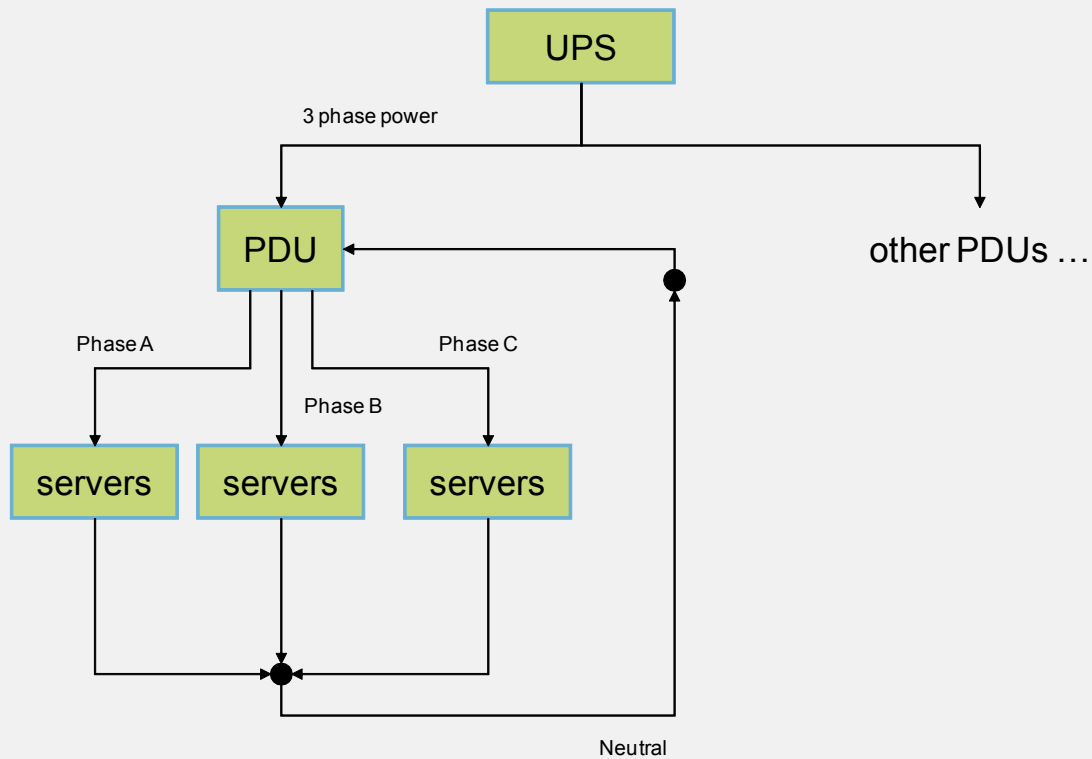 UPS
3 phase power
PDU
other PDUs ...
Phase A
Phase C
Phase B
servers
servers
servers
Neutral